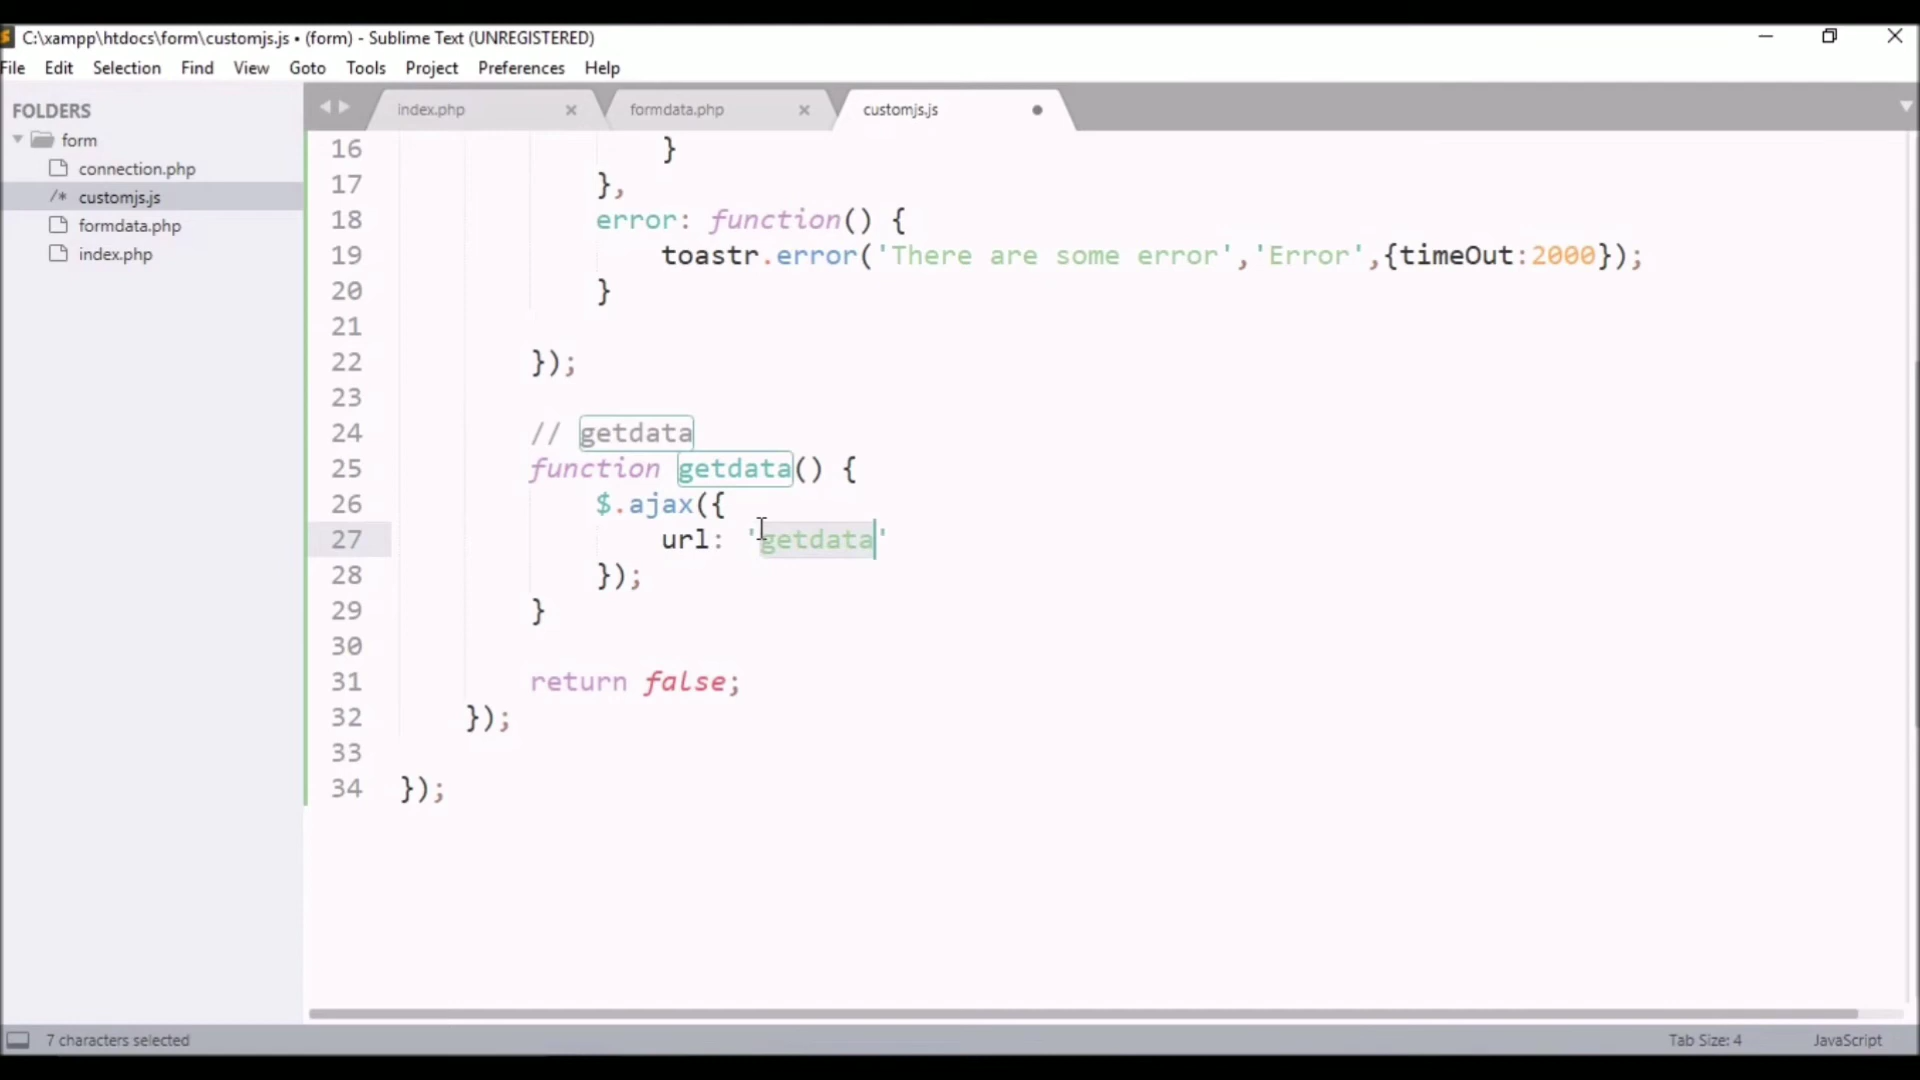 C:\xampp\htdocs\form\customjs.js • (form) - Sublime Text (UNREGISTERED)
File Edit Selection Find View Goto Tools Project Preferences Help
FOLDERS
form
connection.php
/* customjs.js
formdata.php
index.php
index.php formdata.php customjs.js
16 }
17 },
18 error: function() {
19 toastr.error('There are some error','Error',{timeOut:2000});
20 }
21
22 });
23
24 // getdata
25 function getdata() {
26 $.ajax({
27 url: 'getdata'
28 });
29 }
30
31 return false;
32 });
33
34 });
7 characters selected
Tab Size: 4
JavaScript